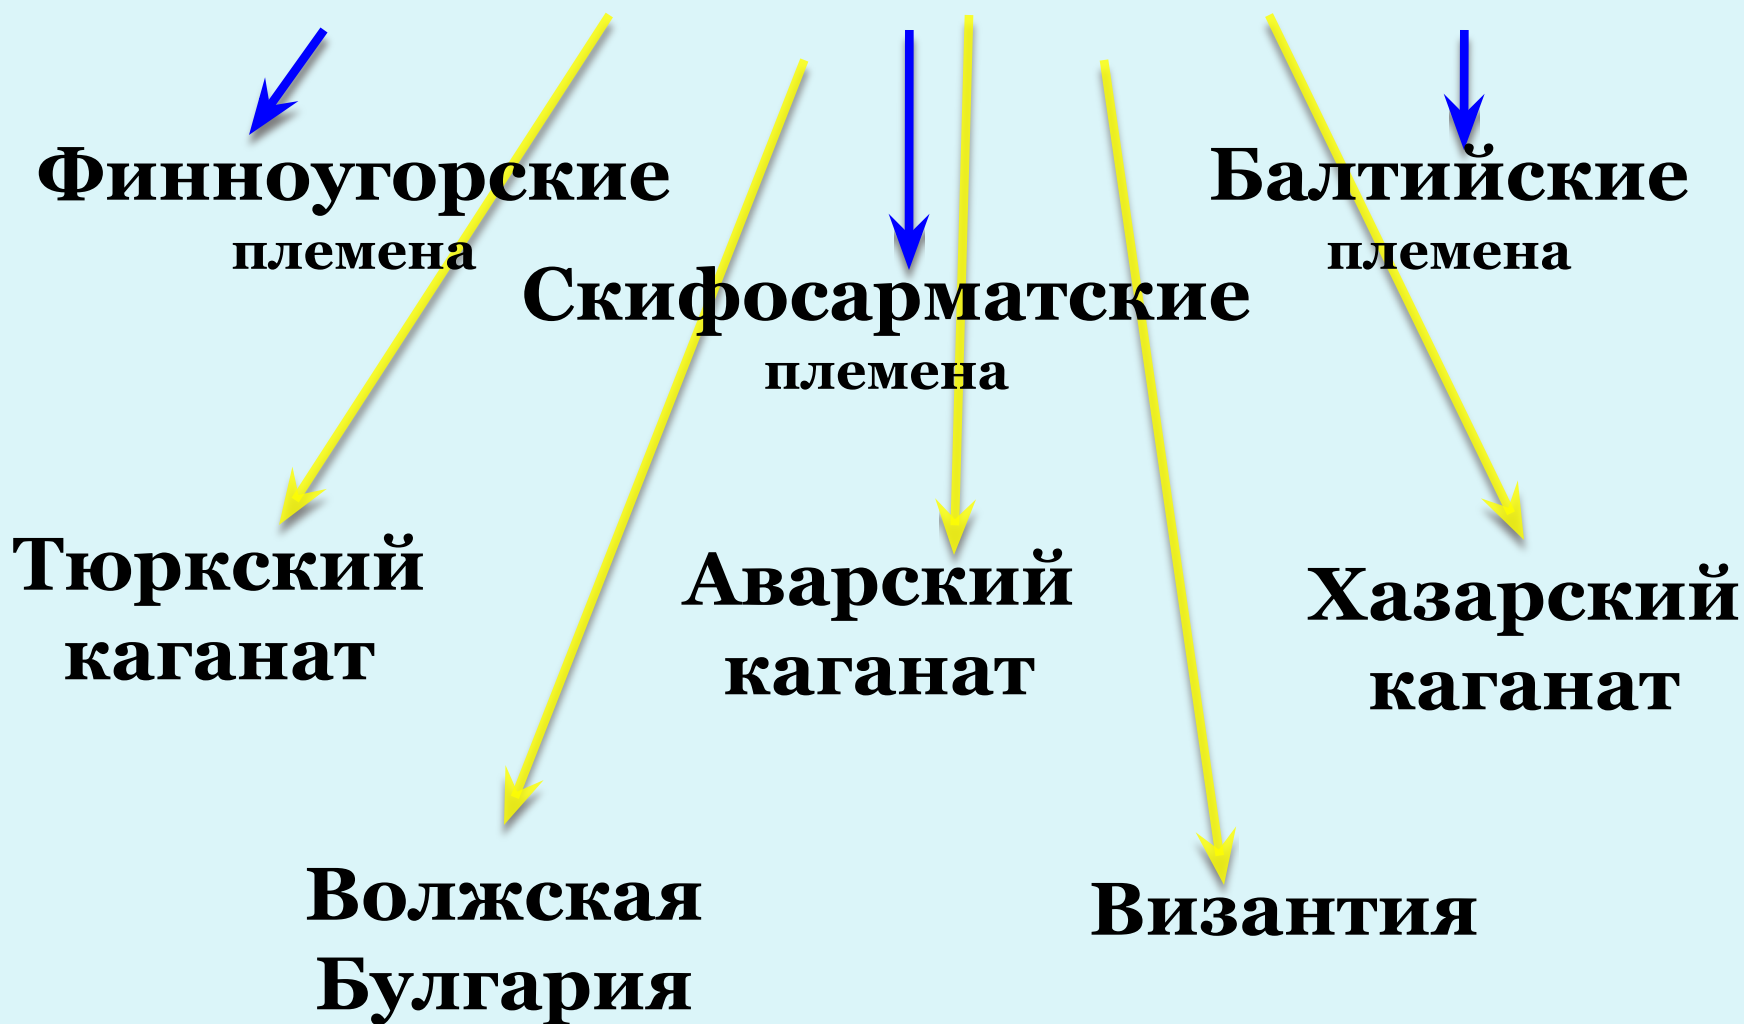 Финноугорские
племена
Балтийские
племена
Скифосарматские
племена
Тюркский
каганат
Аварский
каганат
Хазарский
каганат
Волжская
Булгария
Византия